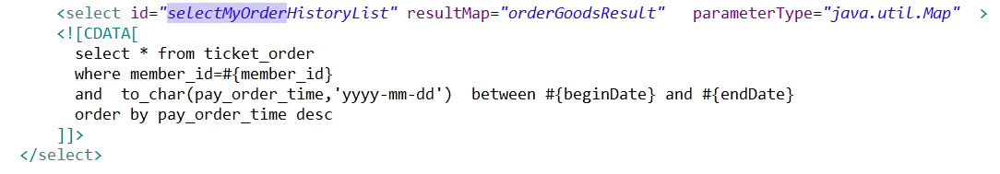 <select id="selectMyOrderHistoryList" resultMap="orderGoodsResult"   parameterType="java.util.Map"  >
<![CDATA[
select * from ticket_order
where member_id=#{member_id}
and  to_char(pay_order_time,'yyyy-mm-dd')  between #{beginDate} and #{endDate}
order by pay_order_time desc
]]>
</select>